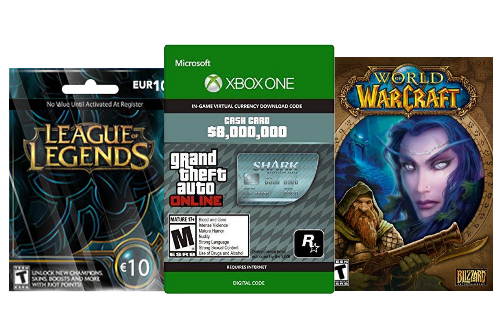 EUR10
No Value Until Activated At Register
LEAGUE OF
LEGENDS
TEEN
T
UNLOCK NEW CHAMPIONS,
SKINS, BOOSTS AND MORE
WITH RIOT POINTS!
€10
Microsoft
XBOX ONE
IN-GAME VIRTUAL CURRENCY DOWNLOAD CODE
CASH CARD
$8,000,000
grand
theft
auto
ONLINE
SHARK
MATURE 17+
M
ESRB
Blood and Gore
Intense Violence
Mature Humor
Nudity
Strong Language
Strong Sexual Content
Use of Drugs and Alcohol
R
REQUIRES INTERNET
DIGITAL CODE
WORLD
OF
WARCRAFT
T
BLIZZARD